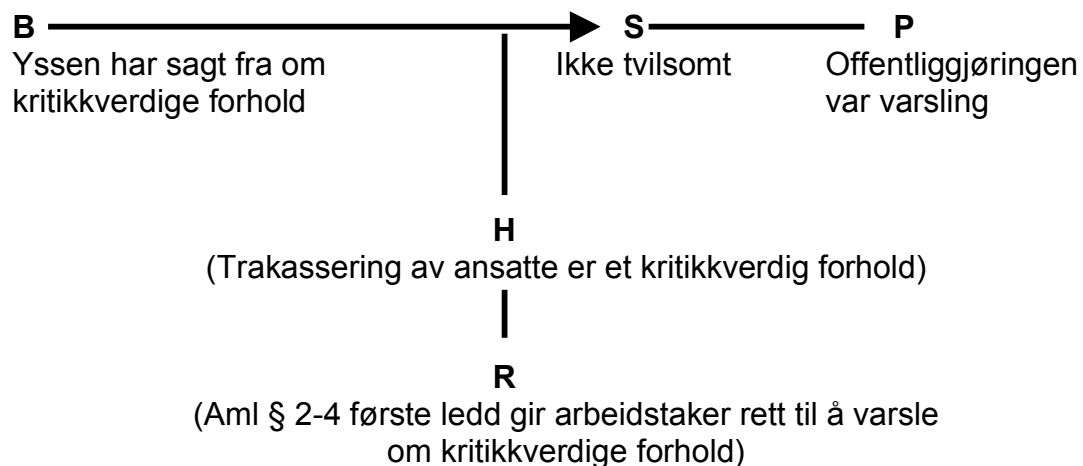 B S P
Yssen har sagt fra om Ikke tvilsomt Offentliggjøringen
kritikkverdige forhold var varsling
H
(Trakassering av ansatte er et kritikkverdig forhold)
R
(Aml § 2-4 første ledd gir arbeidstaker rett til å varsle
om kritikkverdige forhold)